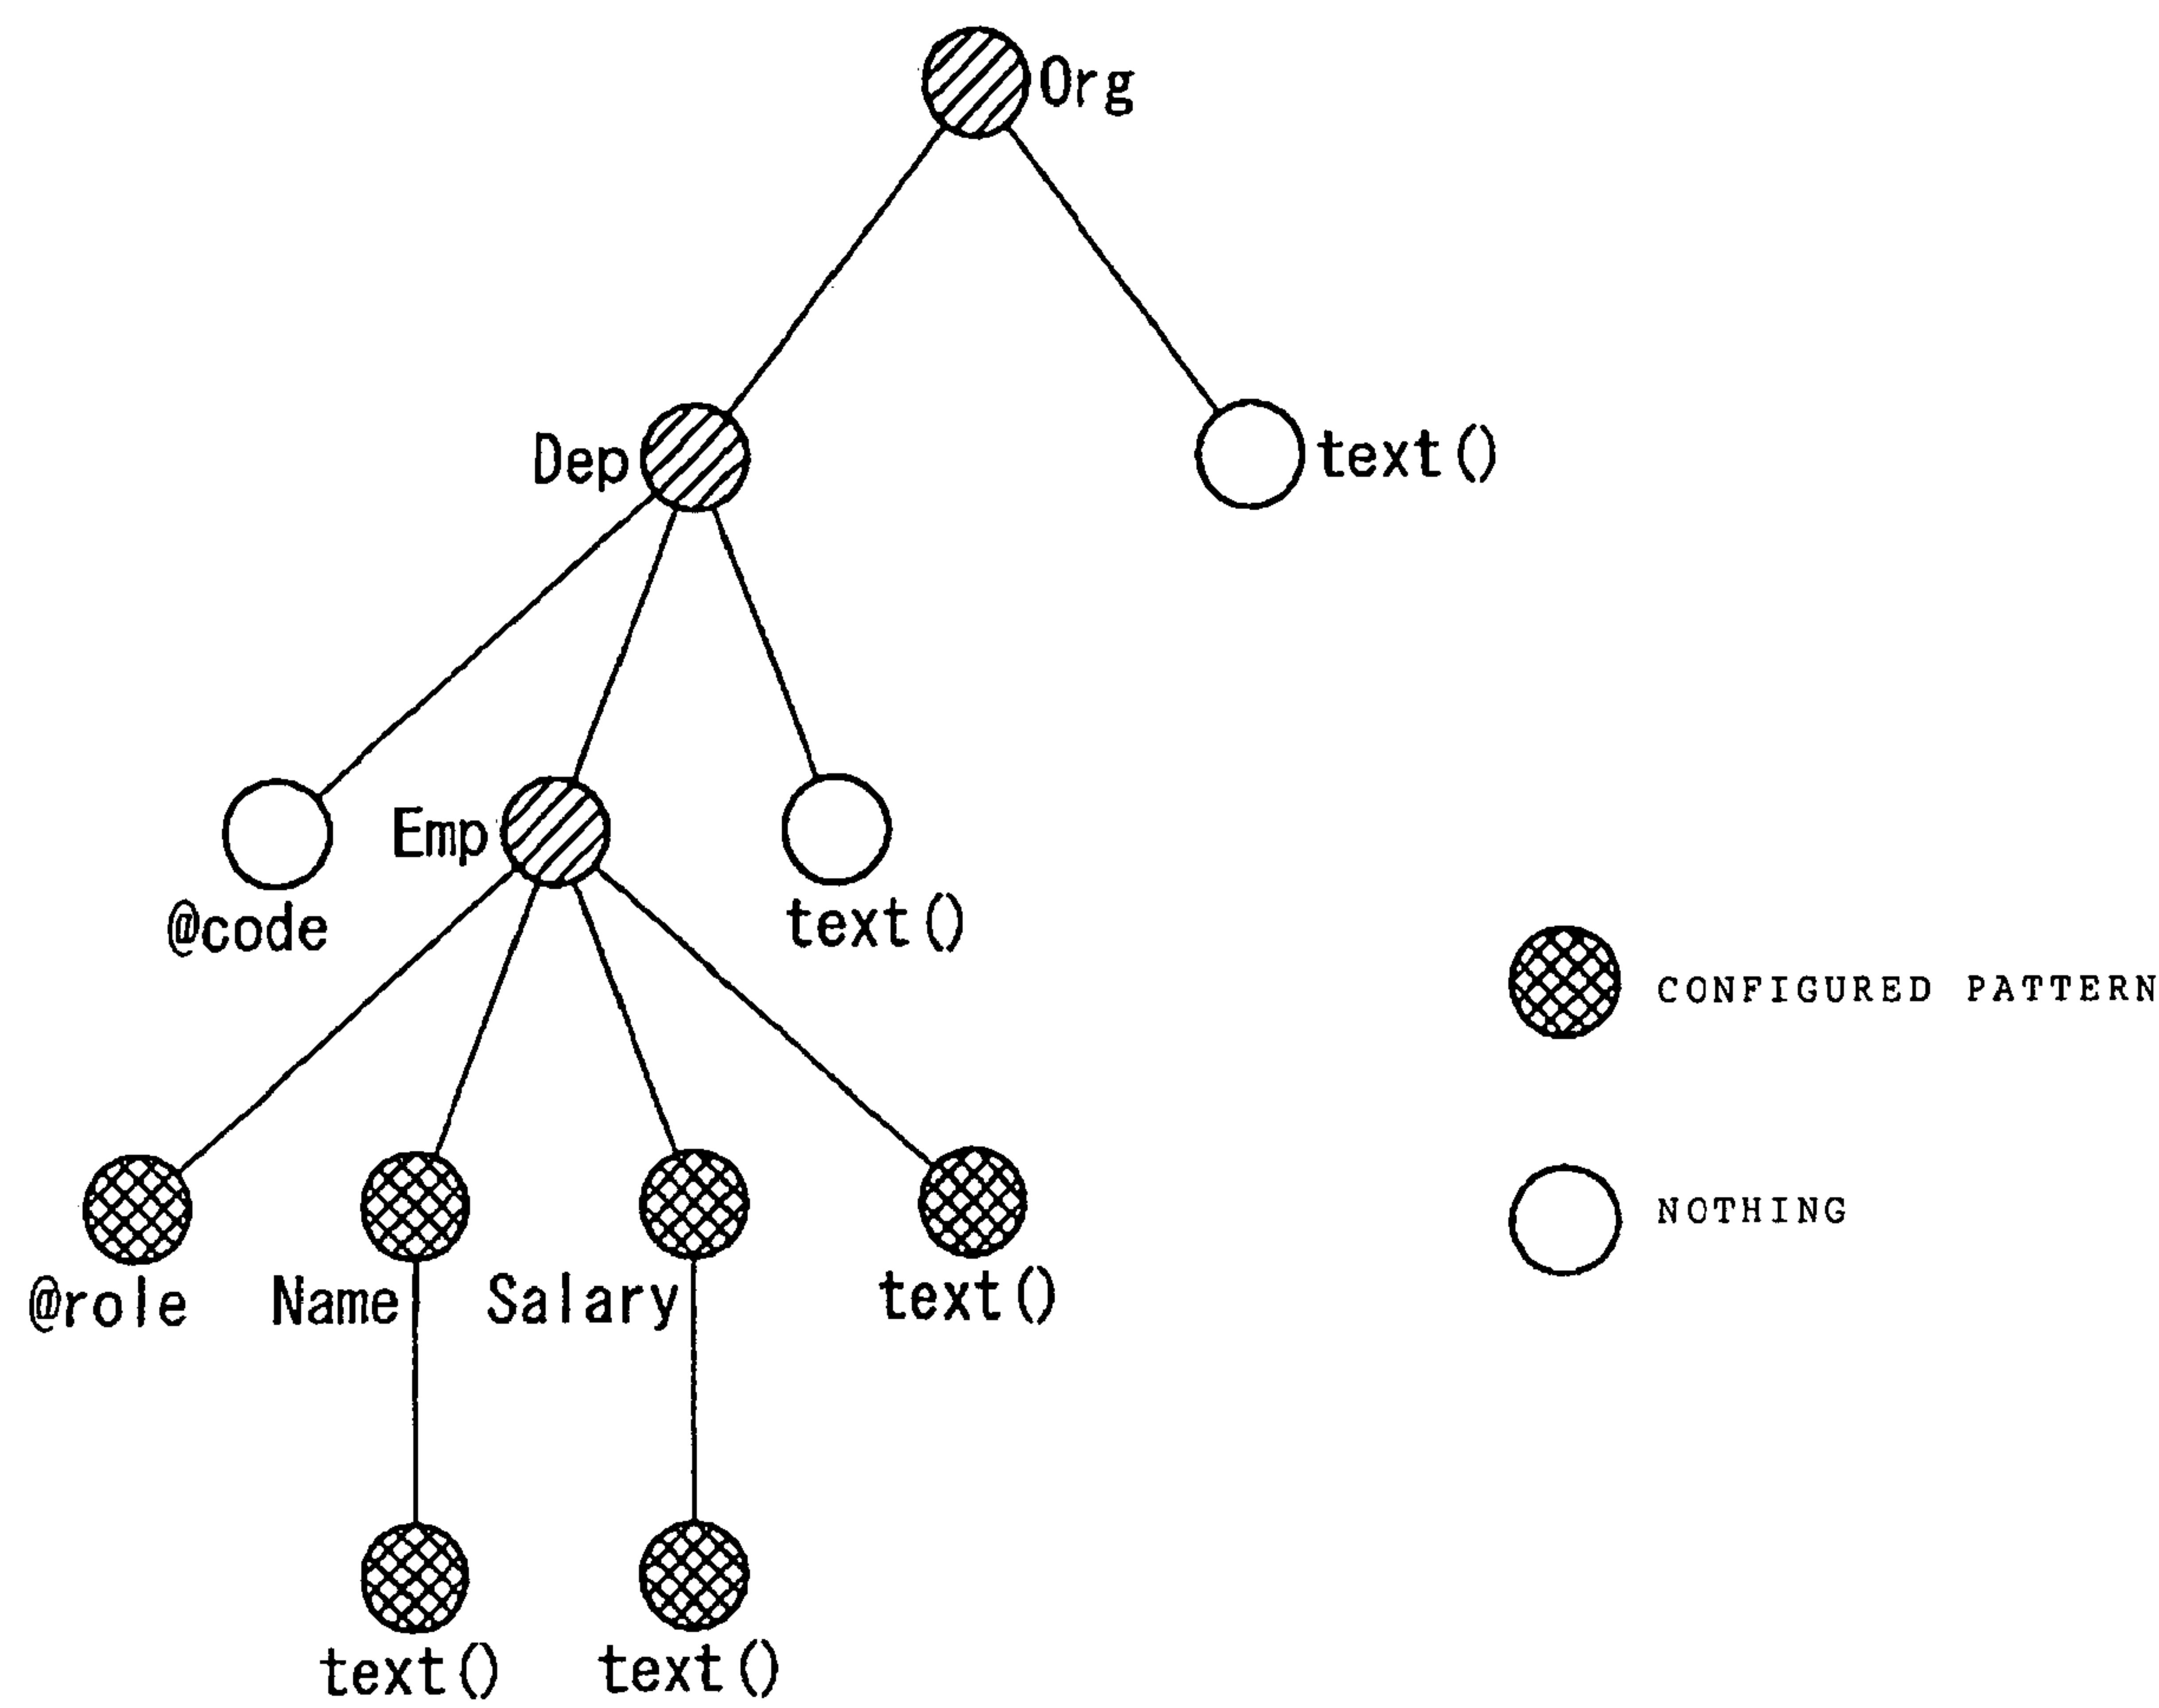 Org
Dep
text()
@code
Emp
text()
CONFIGURED PATTERN
NOTHING
@role
Name
Salary
text()
text()
text()